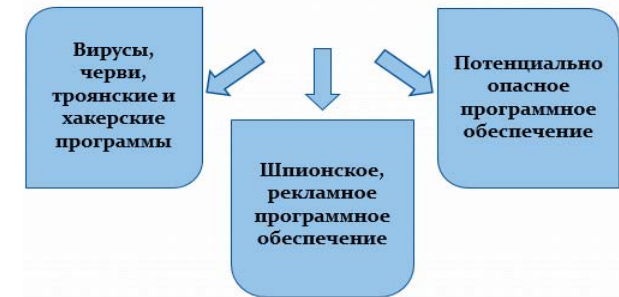 Вирусы,
черви,
троянские и
хакерские
программы
Шпионское,
рекламное
программное
обеспечение
Потенциально
опасное
программное
обеспечение